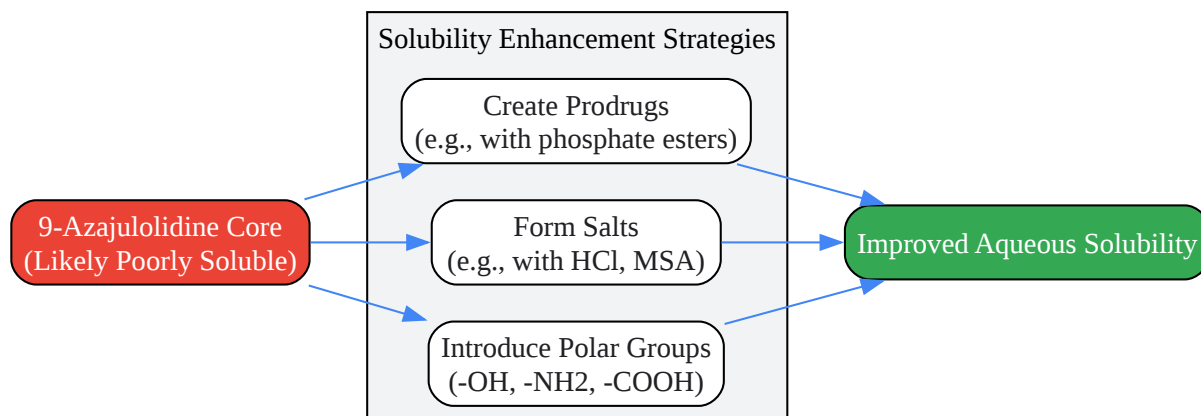 Solubility Enhancement Strategies
Create Prodrugs
(e.g., with phosphate esters)
9-Azajulolidine Core
(Likely Poorly Soluble)
Form Salts
(e.g., with HCl, MSA)
Improved Aqueous Solubility
Introduce Polar Groups
(-OH, -NH2, -COOH)